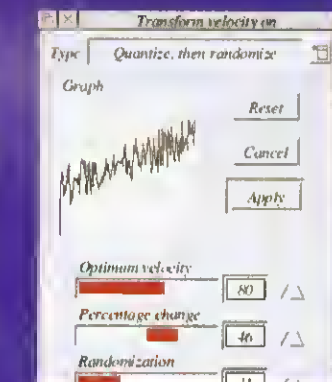 Transform velocity on
Type Quantize, then randomize
Graph
Reset
Cancel
Apply
Optimum velocity
80
Percentage change
46
Randomization